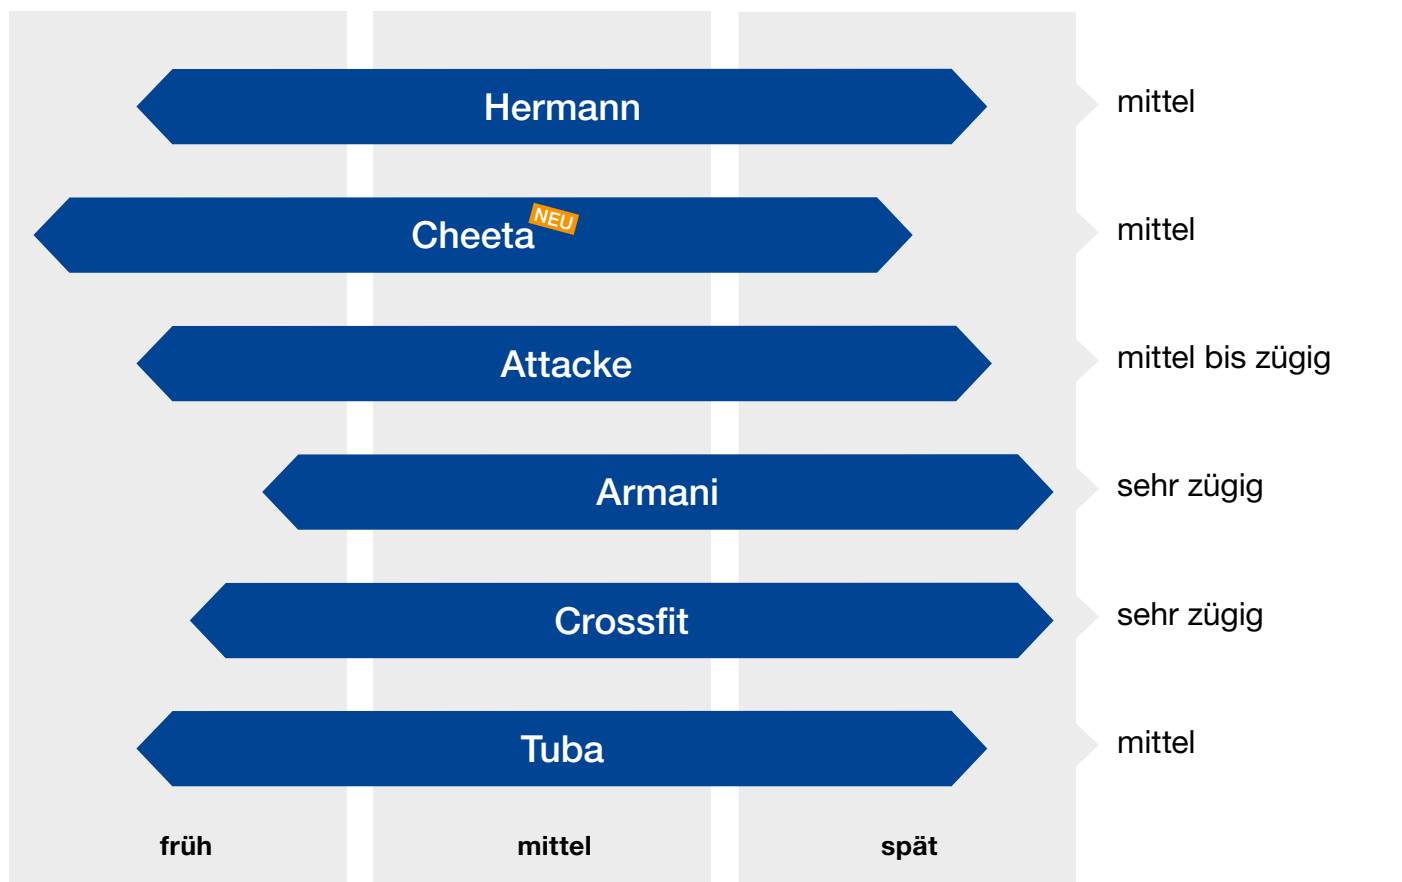 Hermann
mittel
Cheeta NEU
mittel
Attacke
mittel bis zügig
Armani
sehr zügig
Crossfit
sehr zügig
Tuba
mittel
früh
mittel
spät